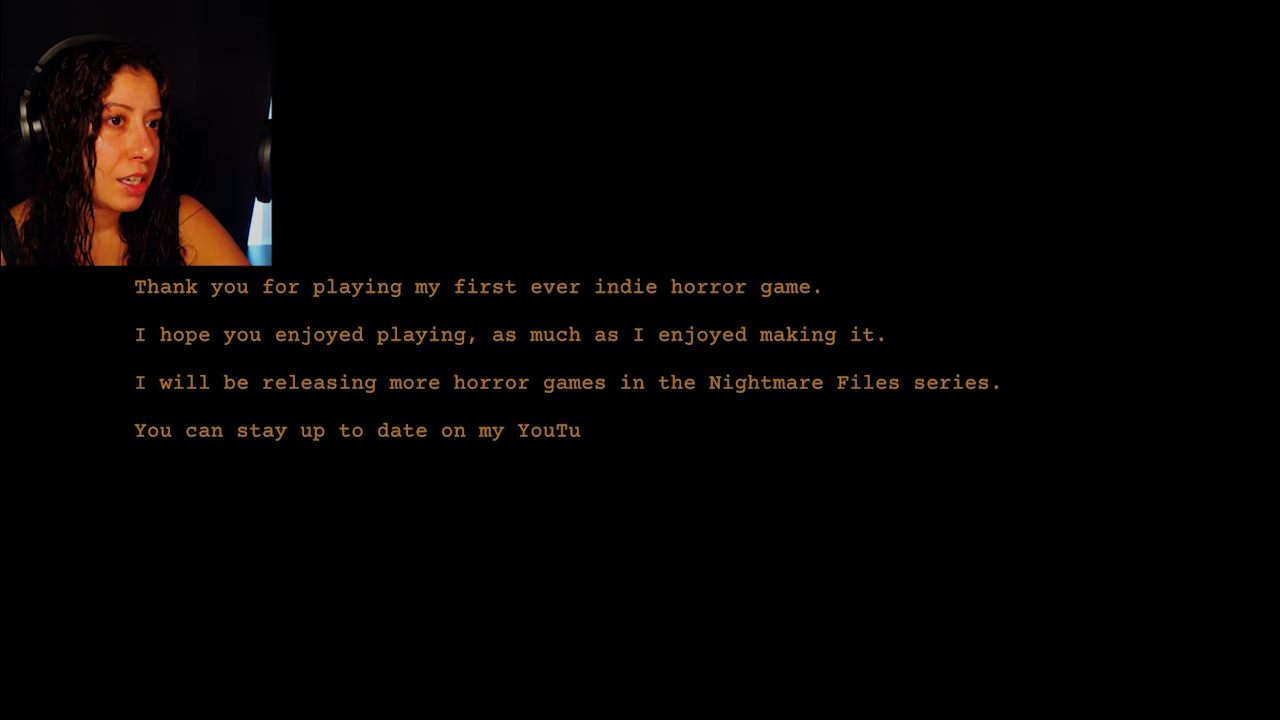 Thank you for playing my first ever indie horror game.
I hope you enjoyed playing, as much as I enjoyed making it.
I will be releasing more horror games in the Nightmare Files series.
You can stay up to date on my YouTu